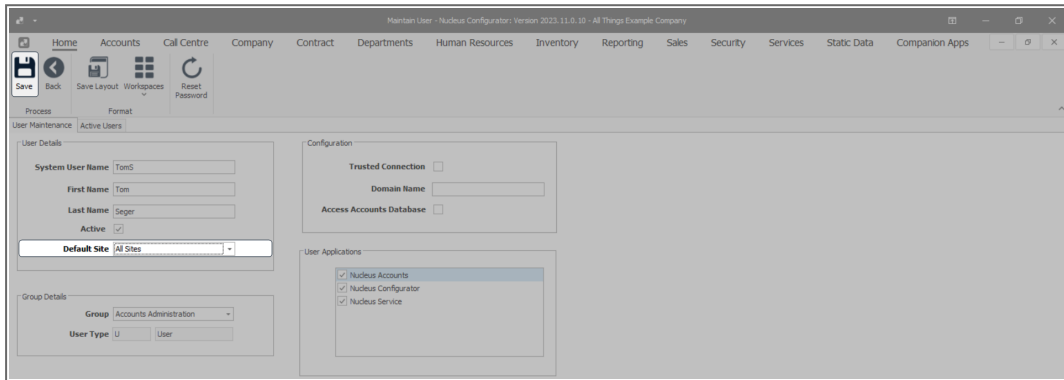 Maintain User - Nucleus Configurator: Version 2023.11.0.10 - All Things Example Company
Home Accounts Call Centre Company Contract Departments Human Resources Inventory Reporting Sales Security Services Static Data Companion Apps
Save Back Save Layout Workspaces Reset Password
Process Format
User Maintenance Active Users
User Details
System User Name TomS
First Name Tom
Last Name Seger
Active
Default Site All Sites
Group Details
Group Accounts Administration
User Type U User
Configuration
Trusted Connection
Domain Name
Access Accounts Database
User Applications
Nucleus Accounts
Nucleus Configurator
Nucleus Service